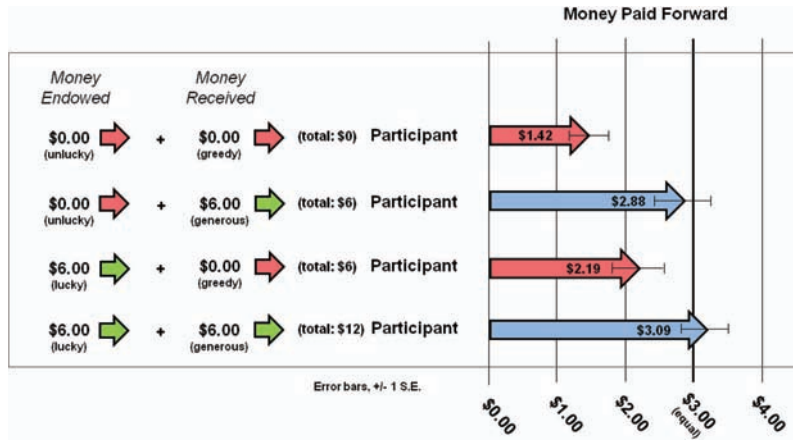 Money Paid Forward
Money Endowed
Money Received
$0.00 + $0.00 (total: $0) Participant $1.42
(unlucky) (greedy)
$0.00 + $6.00 (total: $6) Participant $2.88
(unlucky) (generous)
$6.00 + $0.00 (total: $6) Participant $2.19
(lucky) (greedy)
$6.00 + $6.00 (total: $12) Participant $3.09
(lucky) (generous)
Error bars, +/- 1 S.E.
$0.00 $1.00 $2.00 $3.00 $4.00
(equal)